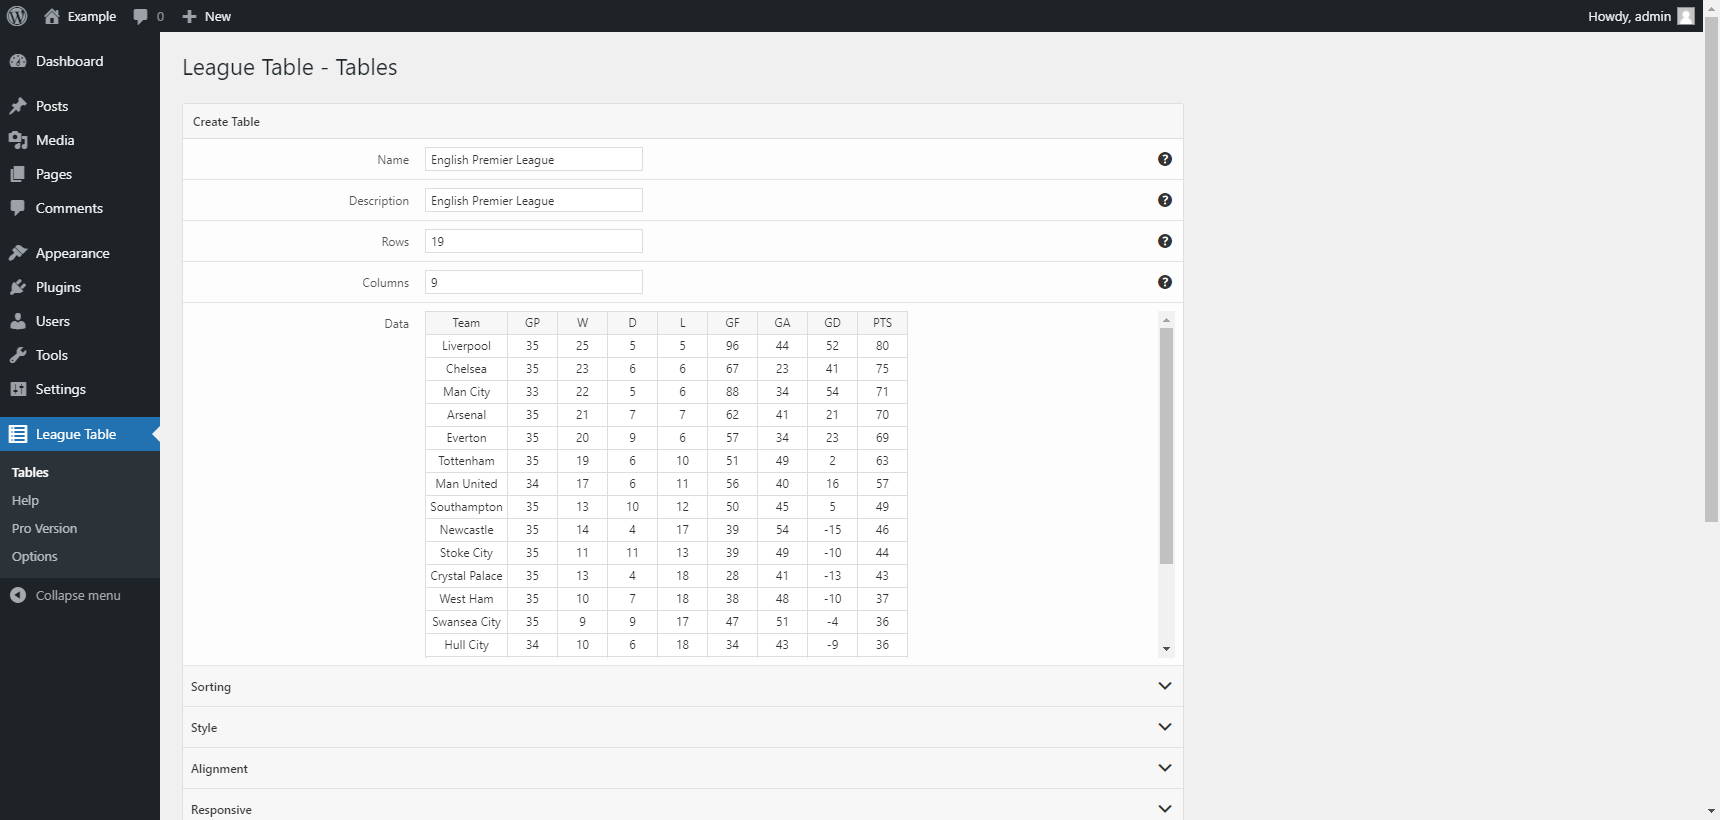 Example 0 New Howdy, admin
Dashboard
Posts
Media
Pages
Comments
Appearance
Plugins
Users
Tools
Settings
League Table
Tables
Help
Pro Version
Options
Collapse menu
League Table - Tables
Create Table
Name English Premier League
Description English Premier League
Rows 19
Columns 9
Data
Team GP W D L GF GA GD PTS
Liverpool 35 25 5 5 96 44 52 80
Chelsea 35 23 6 6 67 23 41 75
Man City 33 22 5 6 88 34 54 71
Arsenal 35 21 7 7 62 41 21 70
Everton 35 20 9 6 57 34 23 69
Tottenham 35 19 6 10 51 49 2 63
Man United 34 17 6 11 56 40 16 57
Southampton 35 13 10 12 50 45 5 49
Newcastle 35 14 4 17 39 54 -15 46
Stoke City 35 11 11 13 39 49 -10 44
Crystal Palace 35 13 4 18 28 41 -13 43
West Ham 35 10 7 18 38 48 -10 37
Swansea City 35 9 9 17 47 51 -4 36
Hull City 34 10 6 18 34 43 -9 36
Sorting
Style
Alignment
Responsive